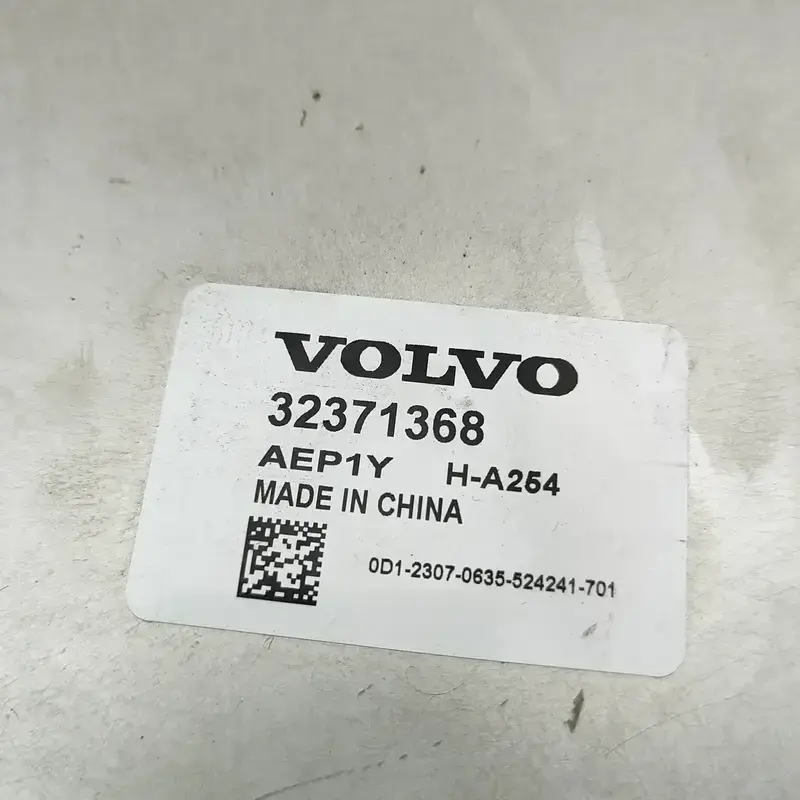 VOLVO
32371368
AEP1Y H-A254
MADE IN CHINA
0D1-2307-0635-524241-701